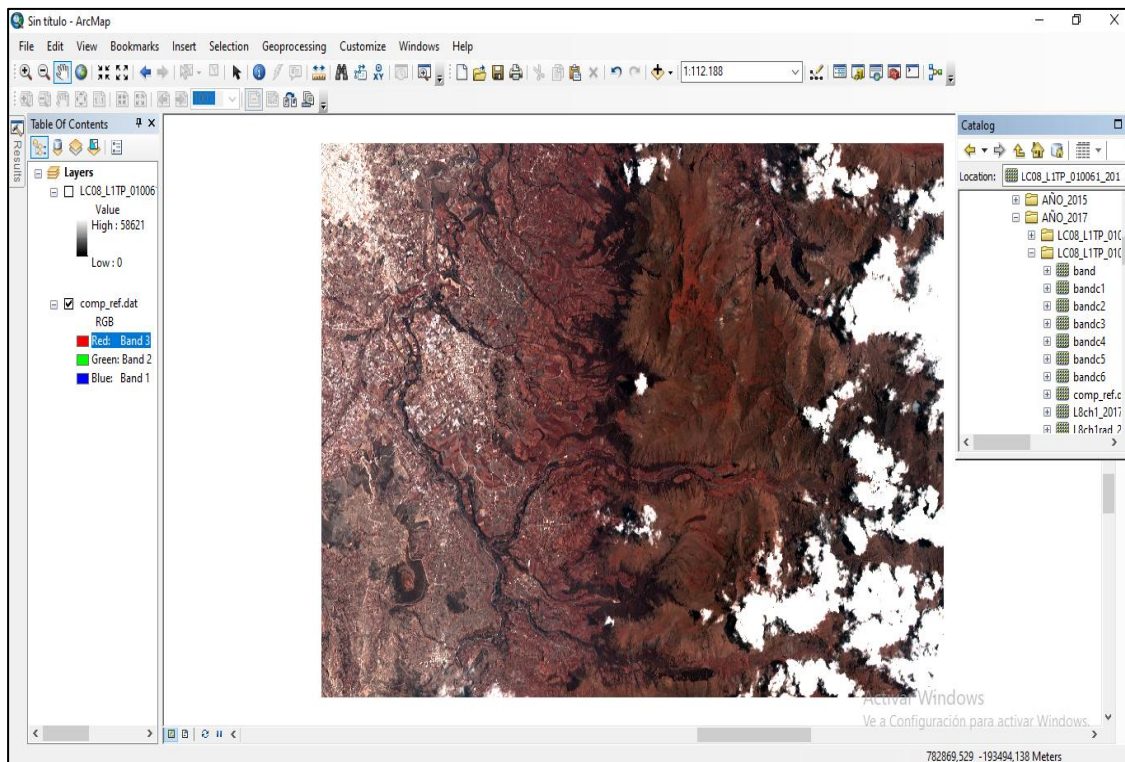 Sin título - ArcMap
File Edit View Bookmarks Insert Selection Geoprocessing Customize Windows Help
1:112.188
Results
Table Of Contents
Layers
LC08_L1TP_01006
Value
High : 58621
Low : 0
comp_ref.dat
RGB
Red: Band 3
Green: Band 2
Blue: Band 1
Catalog
Location: LC08_L1TP_010061_201
AÑO_2015
AÑO_2017
LC08_L1TP_010
LC08_L1TP_010
band
bandc1
bandc2
bandc3
bandc4
bandc5
bandc6
comp_ref.c
L8ch1_2017
L8ch1rad_2
Activar Windows
Ve a Configuración para activar Windows.
782869,529 -193494,138 Meters